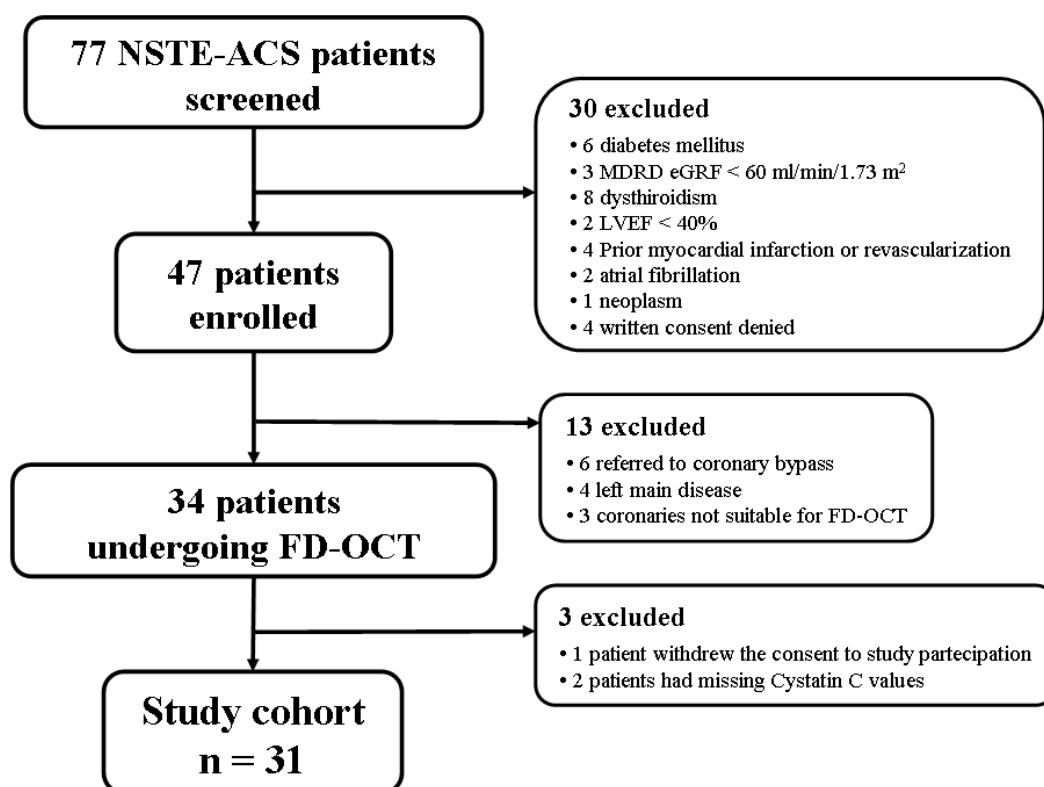 77 NSTE-ACS patients
screened
30 excluded
• 6 diabetes mellitus
• 3 MDRD eGRF < 60 ml/min/1.73 m²
• 8 dysthiroidism
• 2 LVEF < 40%
• 4 Prior myocardial infarction or revascularization
• 2 atrial fibrillation
• 1 neoplasm
• 4 written consent denied
47 patients
enrolled
13 excluded
• 6 referred to coronary bypass
• 4 left main disease
• 3 coronaries not suitable for FD-OCT
34 patients
undergoing FD-OCT
3 excluded
• 1 patient withdrew the consent to study partecipation
• 2 patients had missing Cystatin C values
Study cohort
n = 31